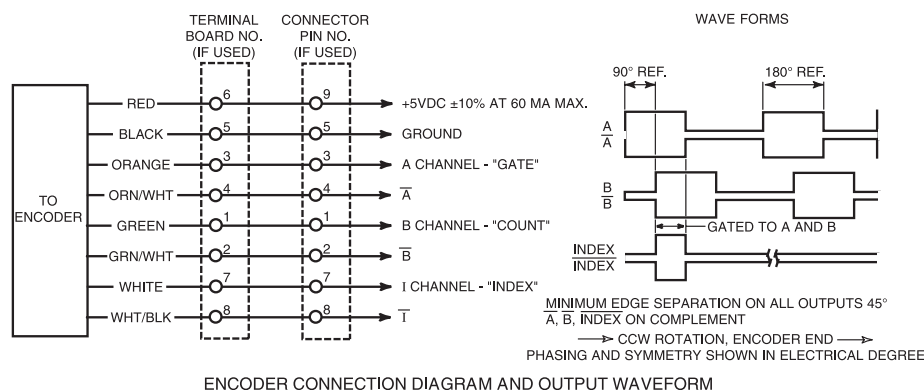 TERMINAL BOARD NO. (IF USED)
CONNECTOR PIN NO. (IF USED)
TO ENCODER
RED 6 9 +5VDC ±10% AT 60 MA MAX.
BLACK 5 5 GROUND
ORANGE 3 3 A CHANNEL - "GATE"
ORN/WHT 4 4 A̅
GREEN 1 1 B CHANNEL - "COUNT"
GRN/WHT 2 2 B̅
WHITE 7 7 I CHANNEL - "INDEX"
WHT/BLK 8 8 I̅
WAVE FORMS
90° REF.
180° REF.
A
A̅
B
B̅
GATED TO A AND B
INDEX
I̅N̅D̅E̅X̅
MINIMUM EDGE SEPARATION ON ALL OUTPUTS 45°
A̅, B̅, I̅N̅D̅E̅X̅ ON COMPLEMENT
CCW ROTATION, ENCODER END
PHASING AND SYMMETRY SHOWN IN ELECTRICAL DEGREE
ENCODER CONNECTION DIAGRAM AND OUTPUT WAVEFORM